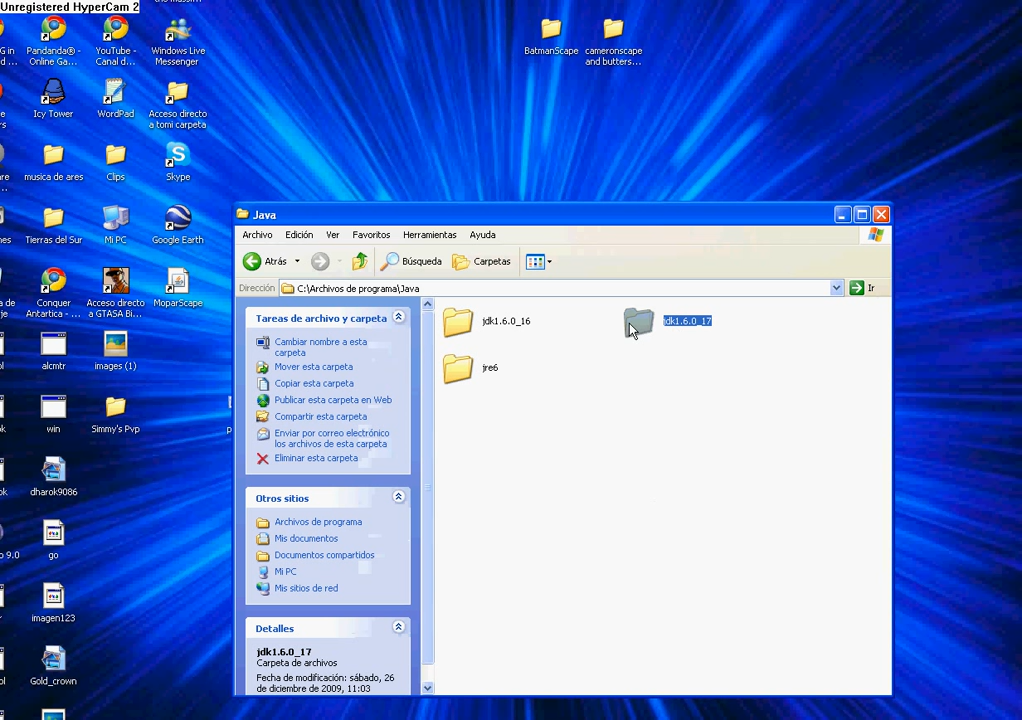 Unregistered HyperCam 2
G in
Pandanda® -
Online Ga...
YouTube -
Canal d...
Windows Live
Messenger
BatmanScape
cameronscape
and butters...
Icy Tower
WordPad
Acceso directo
a tomi carpeta
musica de ares
Clips
Skype
Tierras del Sur
Mi PC
Google Earth
Conquer
Antartica - ...
Acceso directo
a GTASA Bi...
MoparScape
alcmtr
images (1)
win
Simmy's Pvp
dharok9086
o 9.0
go
imagen123
Gold_crown
Java
Archivo Edición Ver Favoritos Herramientas Ayuda
Atrás Búsqueda Carpetas
Dirección C:\Archivos de programa\Java Ir
Tareas de archivo y carpeta
Cambiar nombre a esta
carpeta
Mover esta carpeta
Copiar esta carpeta
Publicar esta carpeta en Web
Compartir esta carpeta
Enviar por correo electrónico
los archivos de esta carpeta
Eliminar esta carpeta
Otros sitios
Archivos de programa
Mis documentos
Documentos compartidos
Mi PC
Mis sitios de red
Detalles
jdk1.6.0_17
Carpeta de archivos
Fecha de modificación: sábado, 26
de diciembre de 2009, 11:03
jdk1.6.0_16
jdk1.6.0_17
jre6